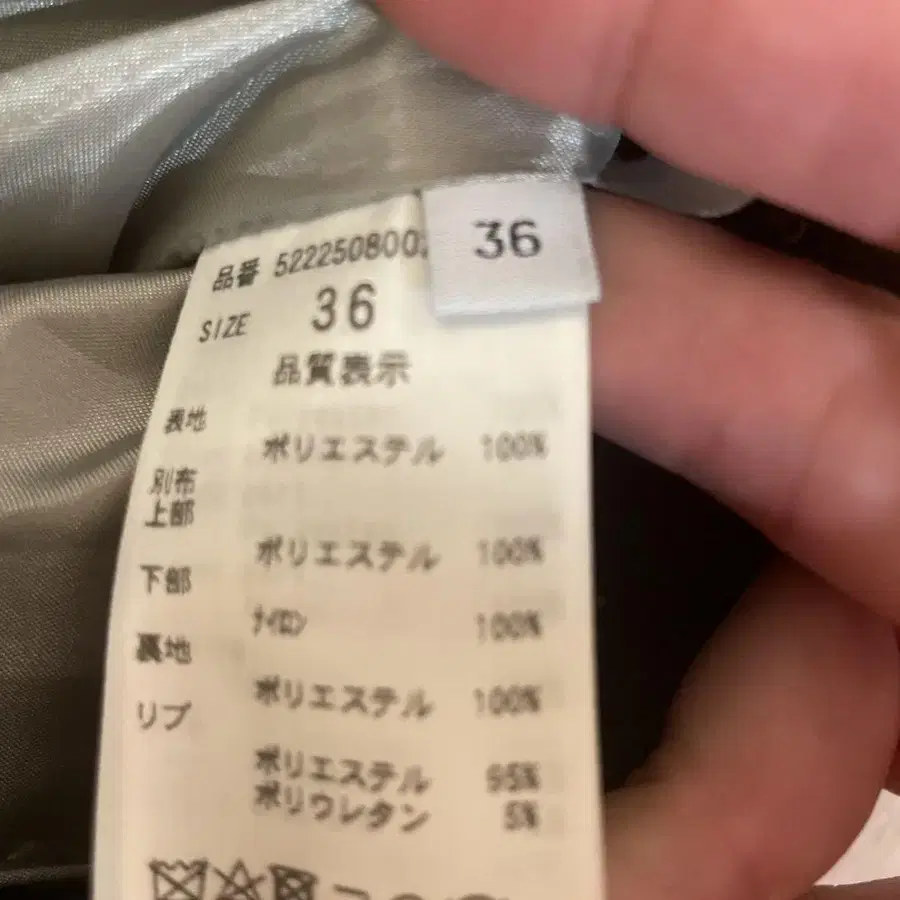 36
品番 522250800
SIZE 36
品質表示
表地
ポリエステル 100%
別布
上部
ポリエステル 100%
下部
ナイロン 100%
裏地
ポリエステル 100%
リブ
ポリエステル 95%
ポリウレタン 5%